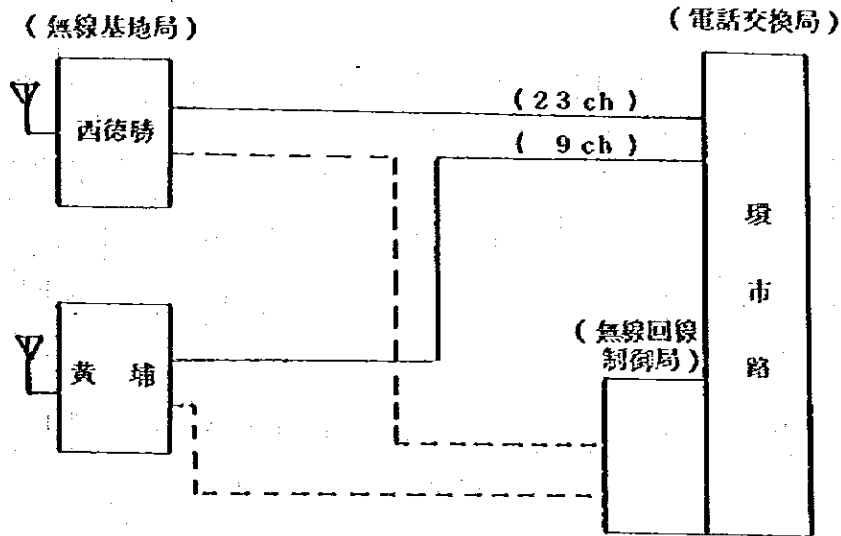 (無線基地局)
(電話交換局)
西徳勝
(23ch)
( 9ch )
環市路
(無線回線
制御局)
黄埔